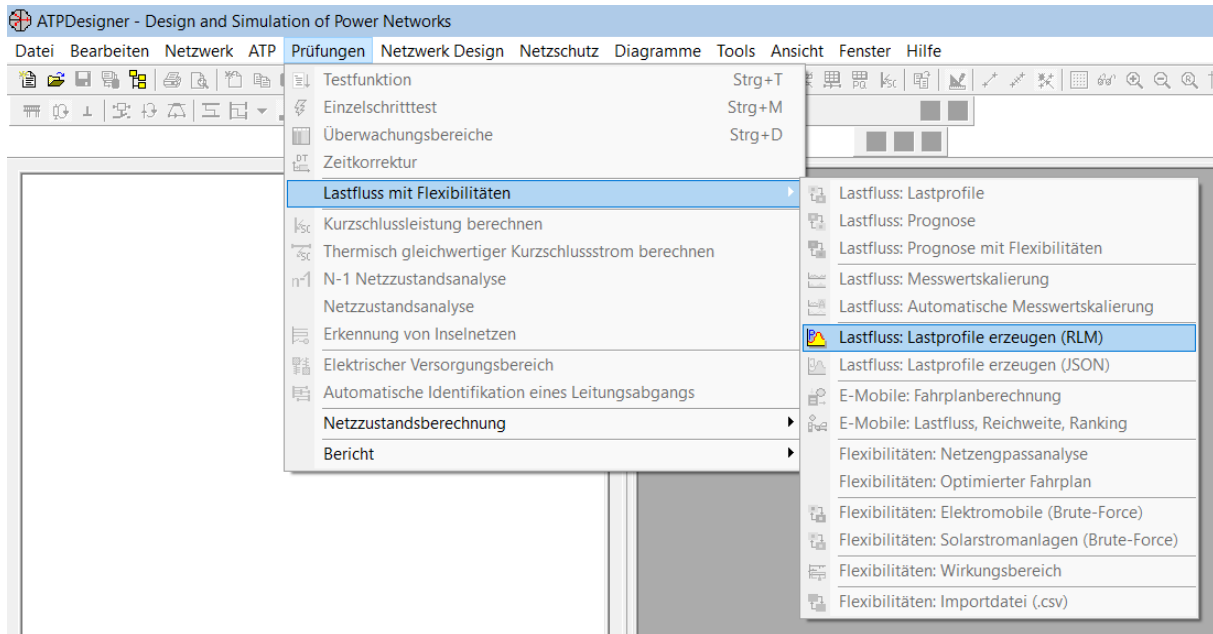 ATPDesigner - Design and Simulation of Power Networks
Datei Bearbeiten Netzwerk ATP Prüfungen Netzwerk Design Netzschutz Diagramme Tools Ansicht Fenster Hilfe
Testfunktion Strg+T
Einzelschritttest Strg+M
Überwachungsbereiche Strg+D
Zeitkorrektur
Lastfluss mit Flexibilitäten
Kurzschlussleistung berechnen
Thermisch gleichwertiger Kurzschlussstrom berechnen
N-1 Netzzustandsanalyse
Netzzustandsanalyse
Erkennung von Inselnetzen
Elektrischer Versorgungsbereich
Automatische Identifikation eines Leitungsabgangs
Netzzustandsberechnung
Bericht
Lastfluss: Lastprofile
Lastfluss: Prognose
Lastfluss: Prognose mit Flexibilitäten
Lastfluss: Messwertskalierung
Lastfluss: Automatische Messwertskalierung
Lastfluss: Lastprofile erzeugen (RLM)
Lastfluss: Lastprofile erzeugen (JSON)
E-Mobile: Fahrplanberechnung
E-Mobile: Lastfluss, Reichweite, Ranking
Flexibilitäten: Netzengpassanalyse
Flexibilitäten: Optimierter Fahrplan
Flexibilitäten: Elektromobile (Brute-Force)
Flexibilitäten: Solarstromanlagen (Brute-Force)
Flexibilitäten: Wirkungsbereich
Flexibilitäten: Importdatei (.csv)